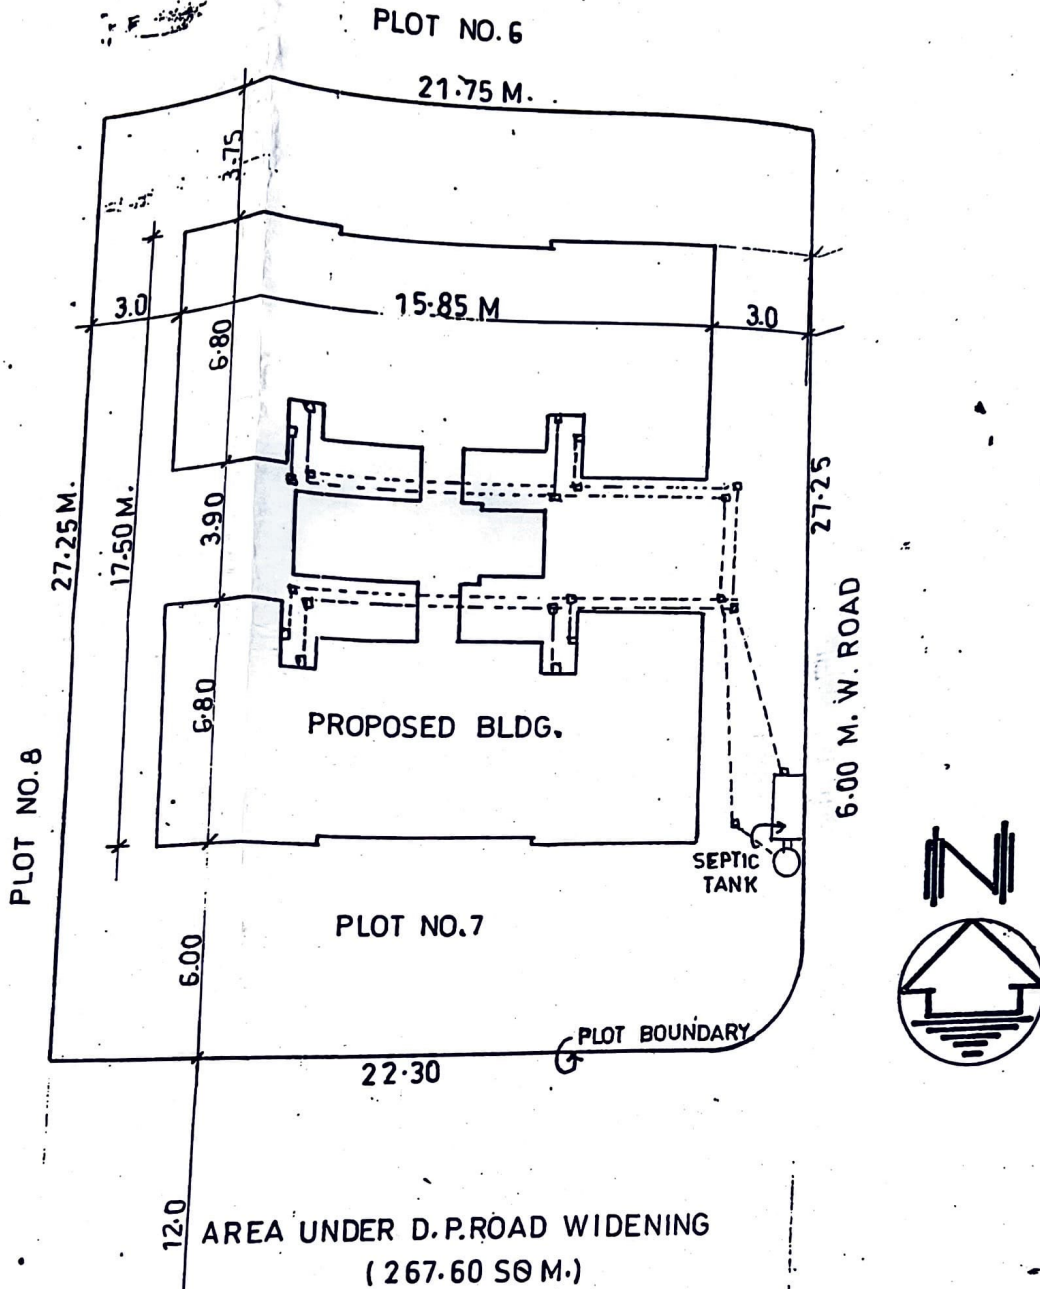 PLOT NO.6
21.75 M.
3.75
3.0
15.85 M
3.0
6.80
27.25 M.
17.50 M.
3.90
27.25
6.00 M. W. ROAD
6.80
PROPOSED BLDG.
PLOT NO.8
SEPTIC
TANK
N
PLOT NO.7
6.00
PLOT BOUNDARY
22.30
12.0
AREA UNDER D.P.ROAD WIDENING
(267.60 SQ M.)